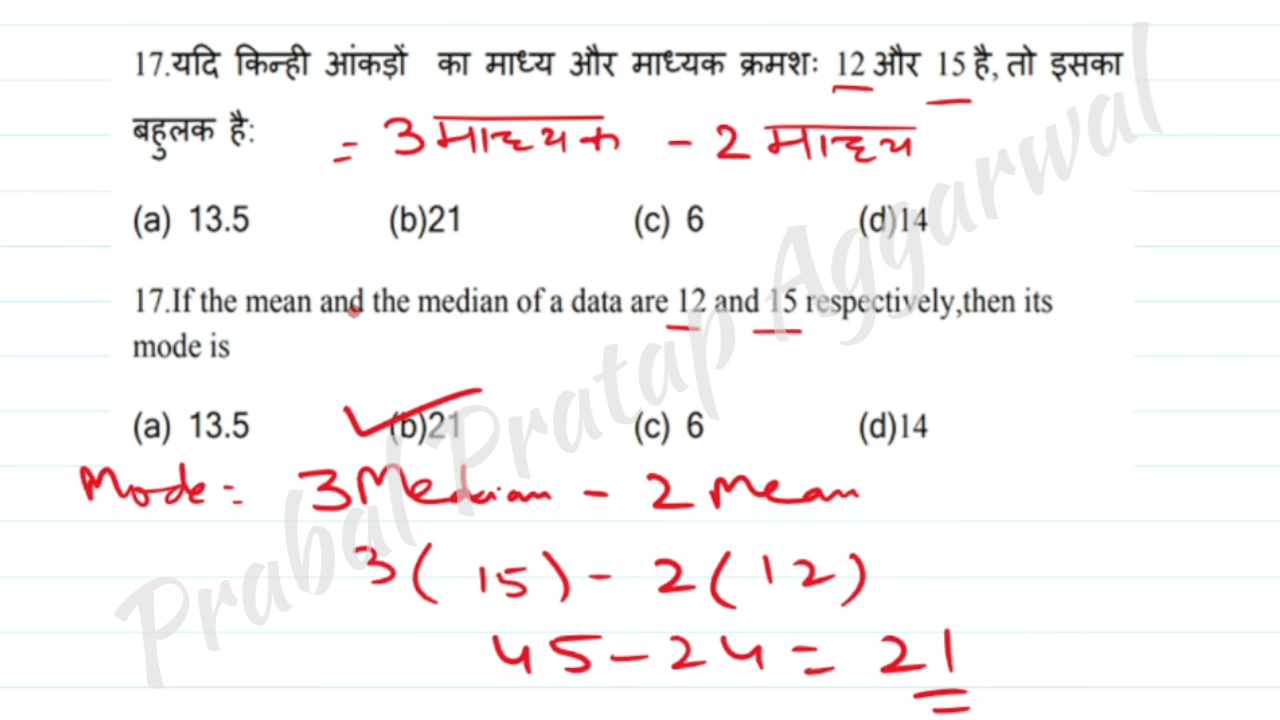 17.यदि किन्ही आंकड़ों का माध्य और माध्यक क्रमशः 12 और 15 है, तो इसका
बहुलक है:
= 3 माध्यक - 2 माध्य
(a) 13.5 (b)21 (c) 6 (d)14
17.If the mean and the median of a data are 12 and 15 respectively,then its
mode is
(a) 13.5 (b)21 (c) 6 (d)14
Mode = 3 Median - 2 Mean
3(15) - 2(12)
45 - 24 = 21
Prabal Pratap Aggarwal